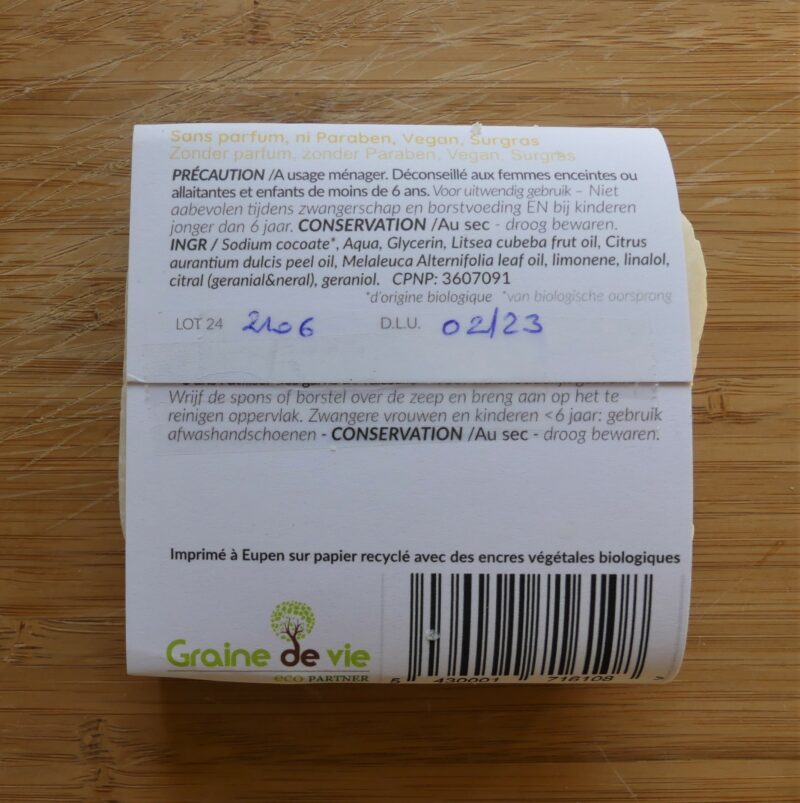 Sans parfum, ni Paraben, Vegan, Surgras
Zonder parfum, zonder Paraben, Vegan, Surgras
PRÉCAUTION /A usage ménager. Déconseillé aux femmes enceintes ou
allaitantes et enfants de moins de 6 ans. Voor uitwendig gebruik – Niet
aabevolen tijdens zwangerschap en borstvoeding EN bij kinderen
jonger dan 6 jaar. CONSERVATION /Au sec - droog bewaren.
INGR / Sodium cocoate*, Aqua, Glycerin, Litsea cubeba frut oil, Citrus
aurantium dulcis peel oil, Melaleuca Alternifolia leaf oil, limonene, linalol,
citral (geranial&neral), geraniol. CPNP: 3607091
*d'origine biologique *van biologische oorsprong
LOT 24 2106 D.L.U. 02/23
Wrijf de spons of borstel over de zeep en breng aan op het te
reinigen oppervlak. Zwangere vrouwen en kinderen <6 jaar: gebruik
afwashandschoenen - CONSERVATION /Au sec - droog bewaren.
Imprimé à Eupen sur papier recyclé avec des encres végétales biologiques
Graine de vie
eco PARTNER
5 430001 716108 >